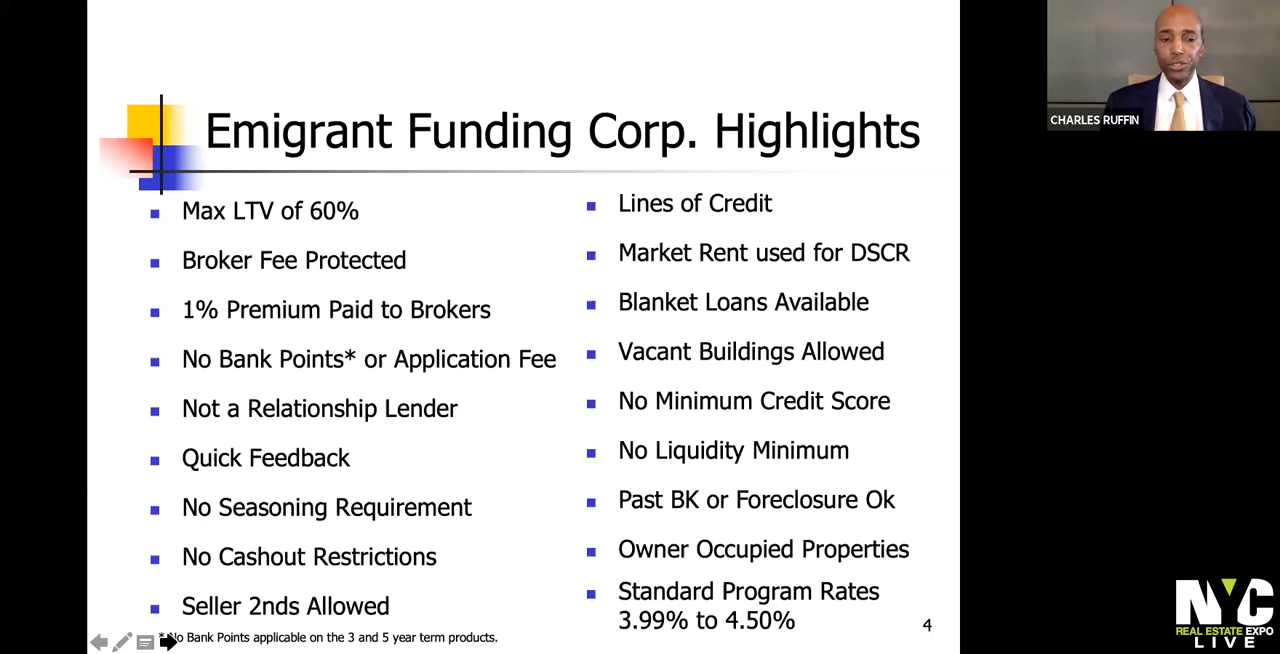 Emigrant Funding Corp. Highlights
Max LTV of 60%
Broker Fee Protected
1% Premium Paid to Brokers
No Bank Points* or Application Fee
Not a Relationship Lender
Quick Feedback
No Seasoning Requirement
No Cashout Restrictions
Seller 2nds Allowed
Lines of Credit
Market Rent used for DSCR
Blanket Loans Available
Vacant Buildings Allowed
No Minimum Credit Score
No Liquidity Minimum
Past BK or Foreclosure Ok
Owner Occupied Properties
Standard Program Rates
3.99% to 4.50%
* No Bank Points applicable on the 3 and 5 year term products.
4
CHARLES RUFFIN
NYC
REAL ESTATE EXPO
LIVE